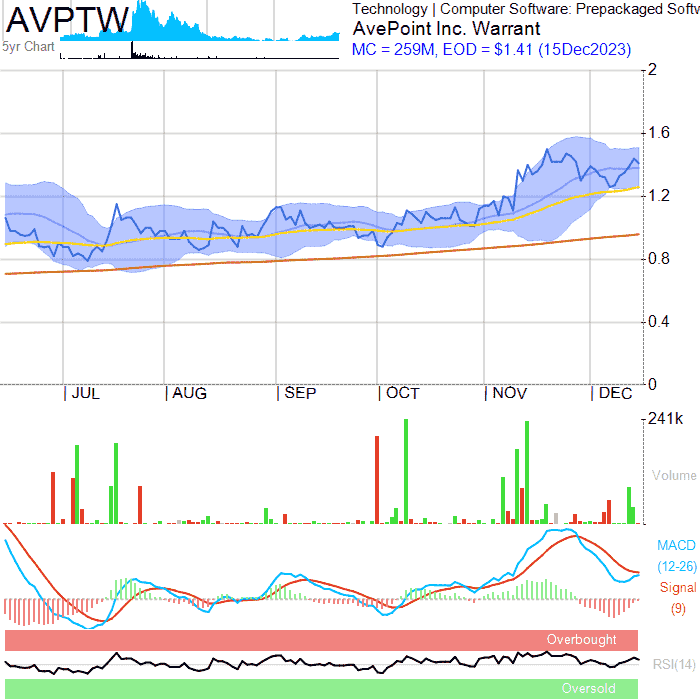 AVPTW
5yr Chart
Technology | Computer Software: Prepackaged Softw
AvePoint Inc. Warrant
MC = 259M, EOD = $1.41 (15Dec2023)
2
1.6
1.2
0.8
0.4
0
| JUL | AUG | SEP | OCT | NOV | DEC
241k
Volume
MACD
(12-26)
Signal
(9)
Overbought
RSI(14)
Oversold